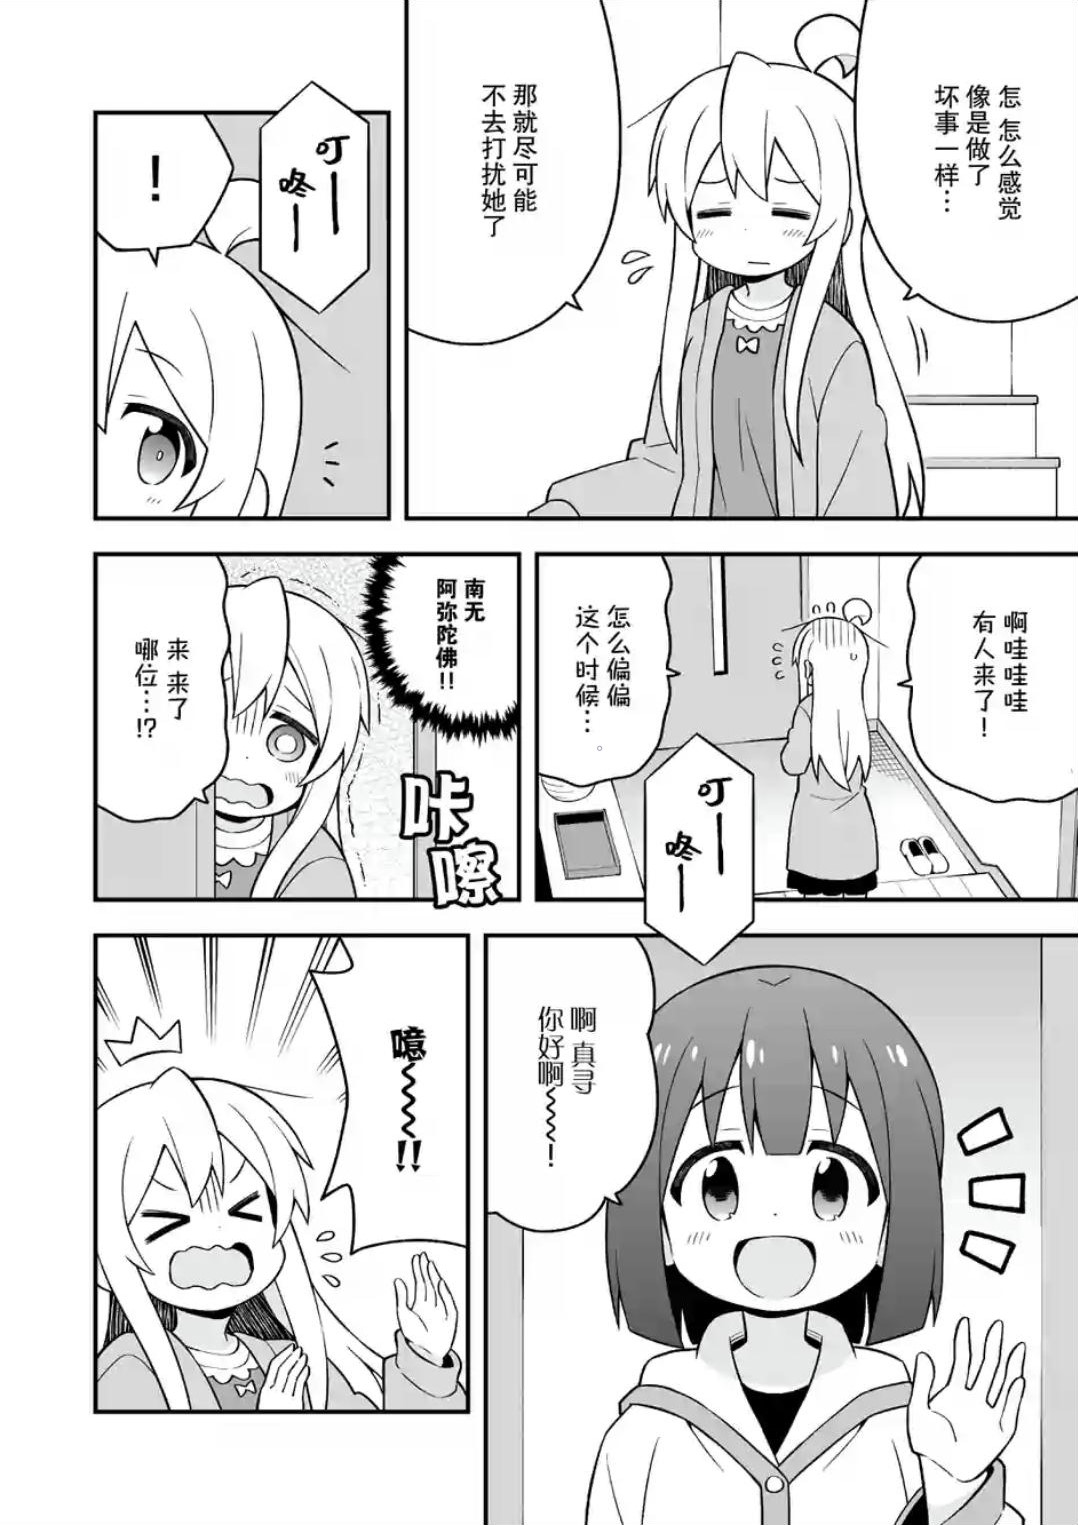 怎 怎么感觉
像是做了
坏事一样…
那就尽可能
不去打扰她了
叮——
咚——
！
啊哇哇哇
有人来了！
怎么偏偏
这个时候…。
叮——
咚——
南无
阿弥陀佛!!
咔
嚓
来 来了
哪位…!?
啊 真寻
你好啊~~~！
噫~~~!!